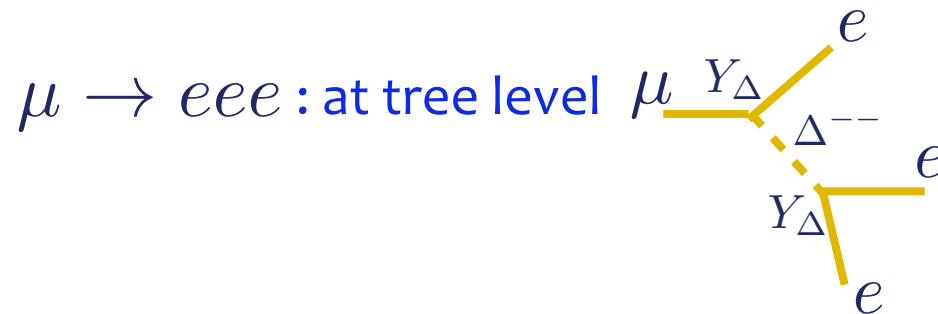 μ → eee : at tree level
μ
Y_Δ
e
Δ^{--}
e
Y_Δ
e